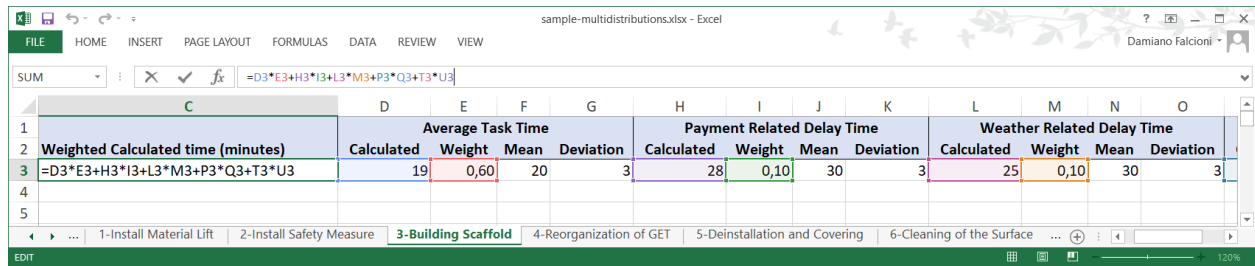 sample-multidistributions.xlsx - Excel
FILE HOME INSERT PAGE LAYOUT FORMULAS DATA REVIEW VIEW Damiano Falcioni
SUM fx =D3*E3+H3*I3+L3*M3+P3*Q3+T3*U3
C D E F G H I J K L M N O
1 Average Task Time Payment Related Delay Time Weather Related Delay Time
2 Weighted Calculated time (minutes) Calculated Weight Mean Deviation Calculated Weight Mean Deviation Calculated Weight Mean Deviation
3 =D3*E3+H3*I3+L3*M3+P3*Q3+T3*U3 19 0,60 20 3 28 0,10 30 3 25 0,10 30 3
4
5
... 1-Install Material Lift 2-Install Safety Measure 3-Building Scaffold 4-Reorganization of GET 5-Deinstallation and Covering 6-Cleaning of the Surface ...
EDIT 120%